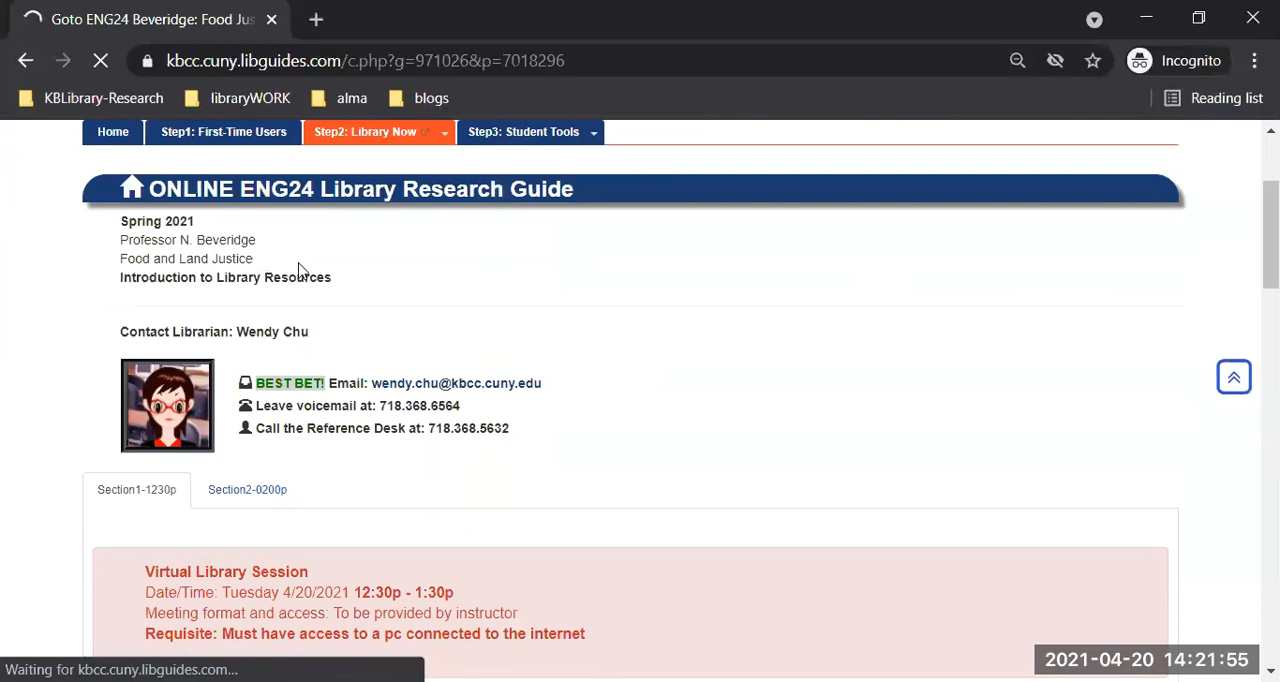 Goto ENG24 Beveridge: Food Jus
kbcc.cuny.libguides.com/c.php?g=971026&p=7018296
Incognito
KBLibrary-Research
libraryWORK
alma
blogs
Reading list
Home
Step1: First-Time Users
Step2: Library Now
Step3: Student Tools
ONLINE ENG24 Library Research Guide
Spring 2021
Professor N. Beveridge
Food and Land Justice
Introduction to Library Resources
Contact Librarian: Wendy Chu
BEST BET! Email: wendy.chu@kbcc.cuny.edu
Leave voicemail at: 718.368.6564
Call the Reference Desk at: 718.368.5632
Section1-1230p
Section2-0200p
Virtual Library Session
Date/Time: Tuesday 4/20/2021 12:30p - 1:30p
Meeting format and access: To be provided by instructor
Requisite: Must have access to a pc connected to the internet
Waiting for kbcc.cuny.libguides.com...
2021-04-20 14:21:55